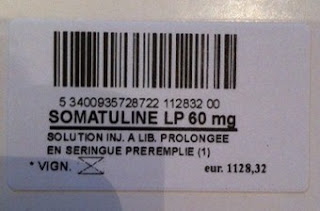 5 3400935728722 112832 00
SOMATULINE LP 60 mg
SOLUTION INJ. A LIB. PROLONGEE
EN SERINGUE PREREMPLIE (1)
* VIGN. eur. 1128,32